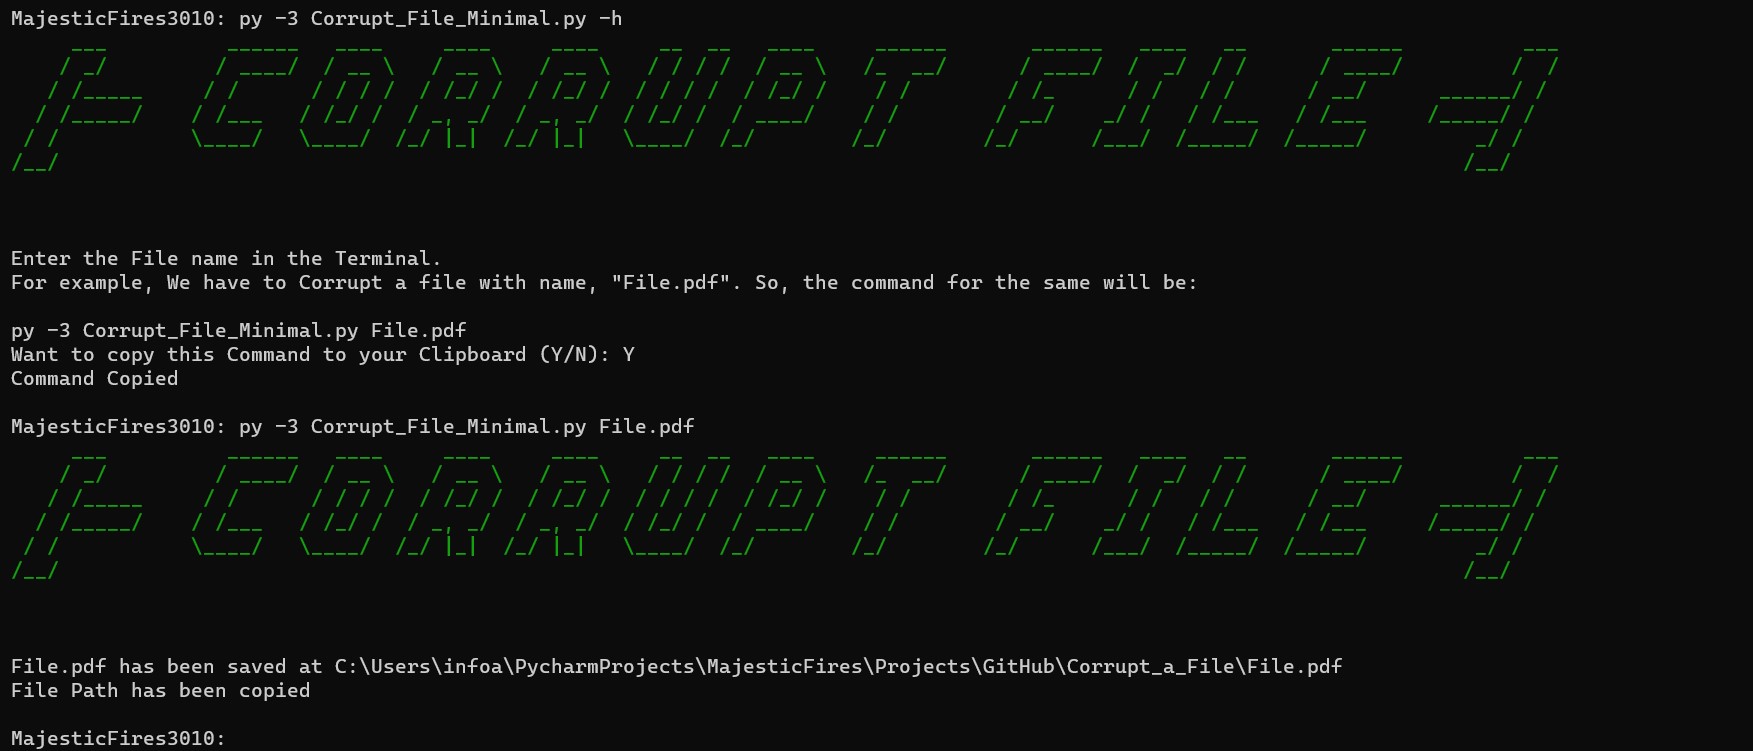 MajesticFires3010: py -3 Corrupt_File_Minimal.py -h
CORRUPT FILE
Enter the File name in the Terminal.
For example, We have to Corrupt a file with name, "File.pdf". So, the command for the same will be:
py -3 Corrupt_File_Minimal.py File.pdf
Want to copy this Command to your Clipboard (Y/N): Y
Command Copied
MajesticFires3010: py -3 Corrupt_File_Minimal.py File.pdf
CORRUPT FILE
File.pdf has been saved at C:\Users\infoa\PycharmProjects\MajesticFires\Projects\GitHub\Corrupt_a_File\File.pdf
File Path has been copied
MajesticFires3010: